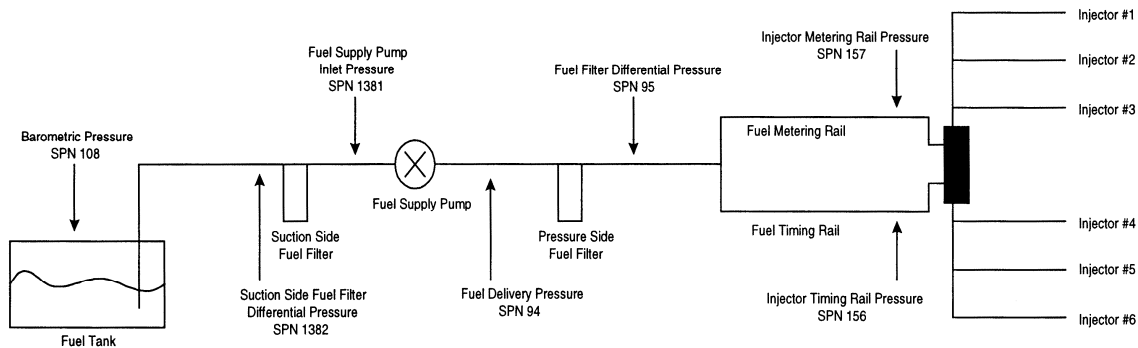 Barometric Pressure
SPN 108
Fuel Tank
Suction Side Fuel Filter
Differential Pressure
SPN 1382
Suction Side
Fuel Filter
Fuel Supply Pump
Inlet Pressure
SPN 1381
Fuel Supply Pump
Fuel Delivery Pressure
SPN 94
Pressure Side
Fuel Filter
Fuel Filter Differential Pressure
SPN 95
Injector Metering Rail Pressure
SPN 157
Fuel Metering Rail
Fuel Timing Rail
Injector Timing Rail Pressure
SPN 156
Injector #1
Injector #2
Injector #3
Injector #4
Injector #5
Injector #6